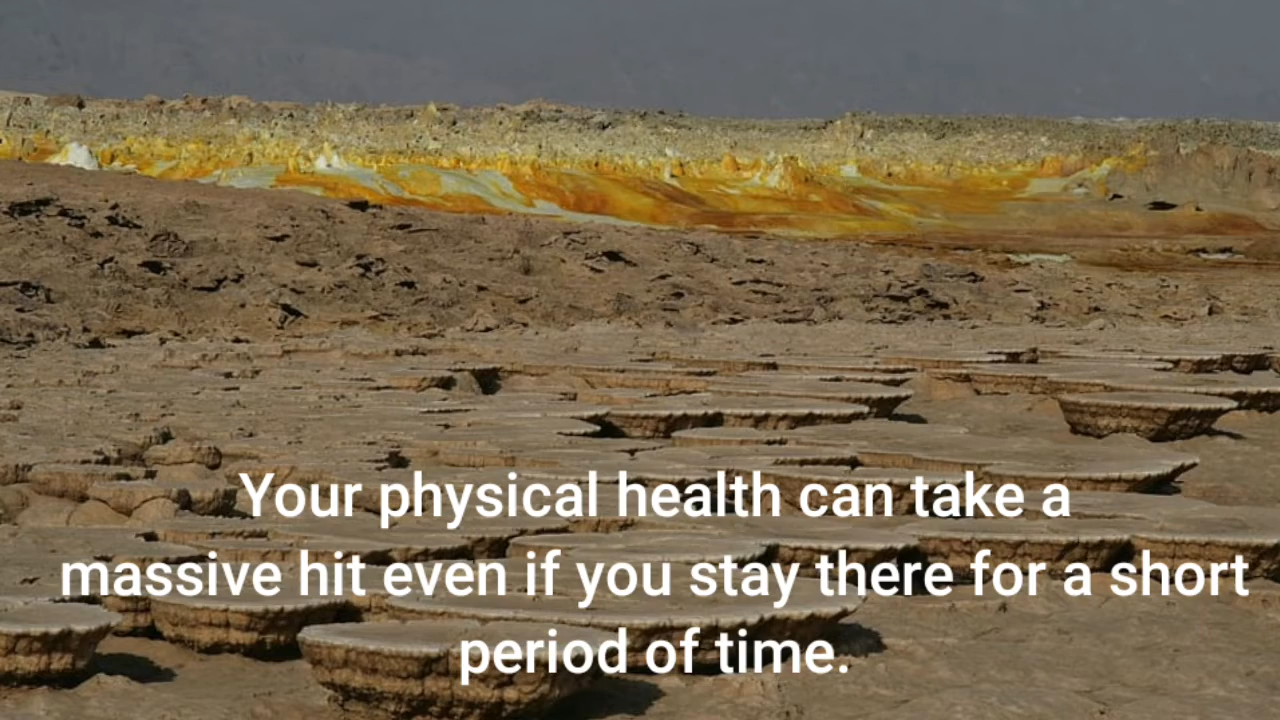 Your physical health can take a
massive hit even if you stay there for a short
period of time.